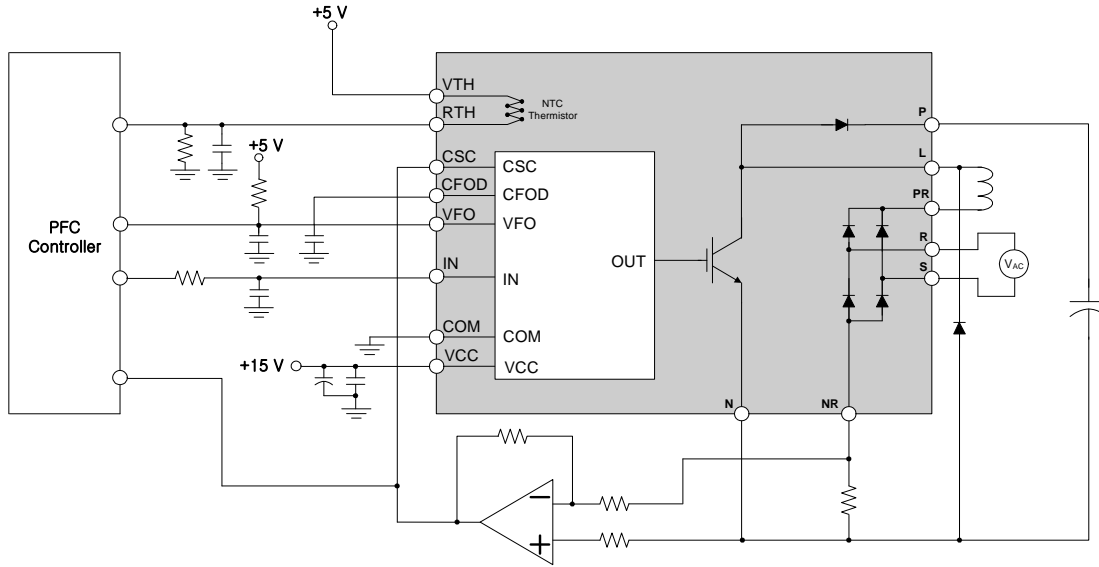 +5 V
VTH
RTH
NTC
Thermistor
P
+5 V
CSC
CSC
L
CFOD
CFOD
PR
VFO
VFO
PFC
Controller
R
VAC
OUT
IN
IN
S
COM
COM
+15 V
VCC
VCC
N
NR
−
+